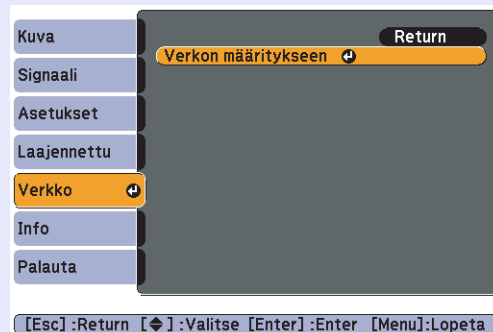 Kuva
Signaali
Asetukset
Laajennettu
Verkko
Info
Palauta
Return
Verkon määritykseen
[Esc] :Return [◆] :Valitse [Enter] :Enter [Menu]:Lopeta